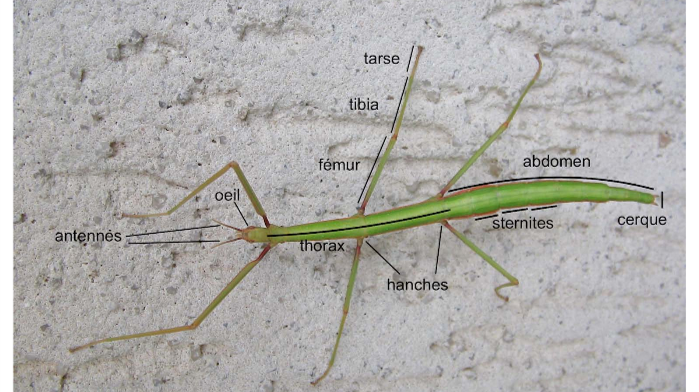 tarse
tibia
fémur
abdomen
oeil
cerque
sternites
antennes
thorax
hanches